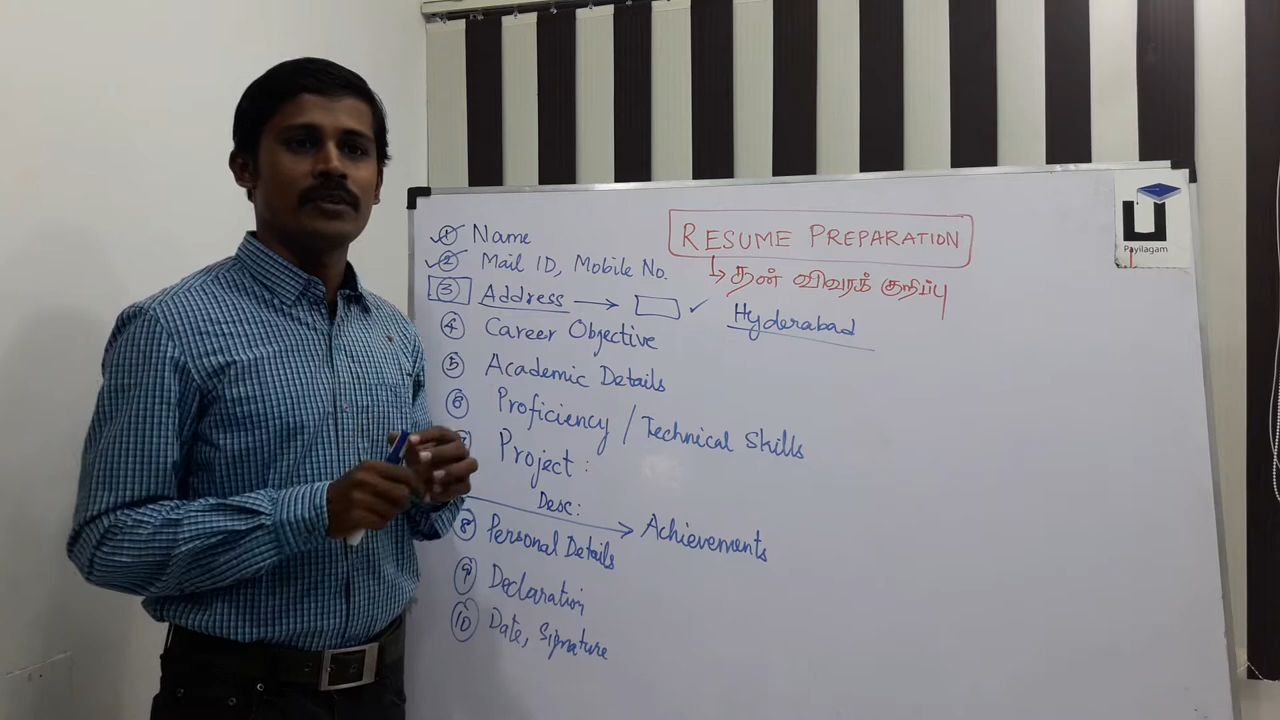 RESUME PREPARATION
தன் விவரக் குறிப்பு
① Name
② Mail ID, Mobile No.
③ Address
Hyderabad
④ Career Objective
⑤ Academic Details
⑥ Proficiency / Technical Skills
Project :
Desc:
Achievements
⑧ Personal Details
⑨ Declaration
⑩ Date, Signature
Payilagam